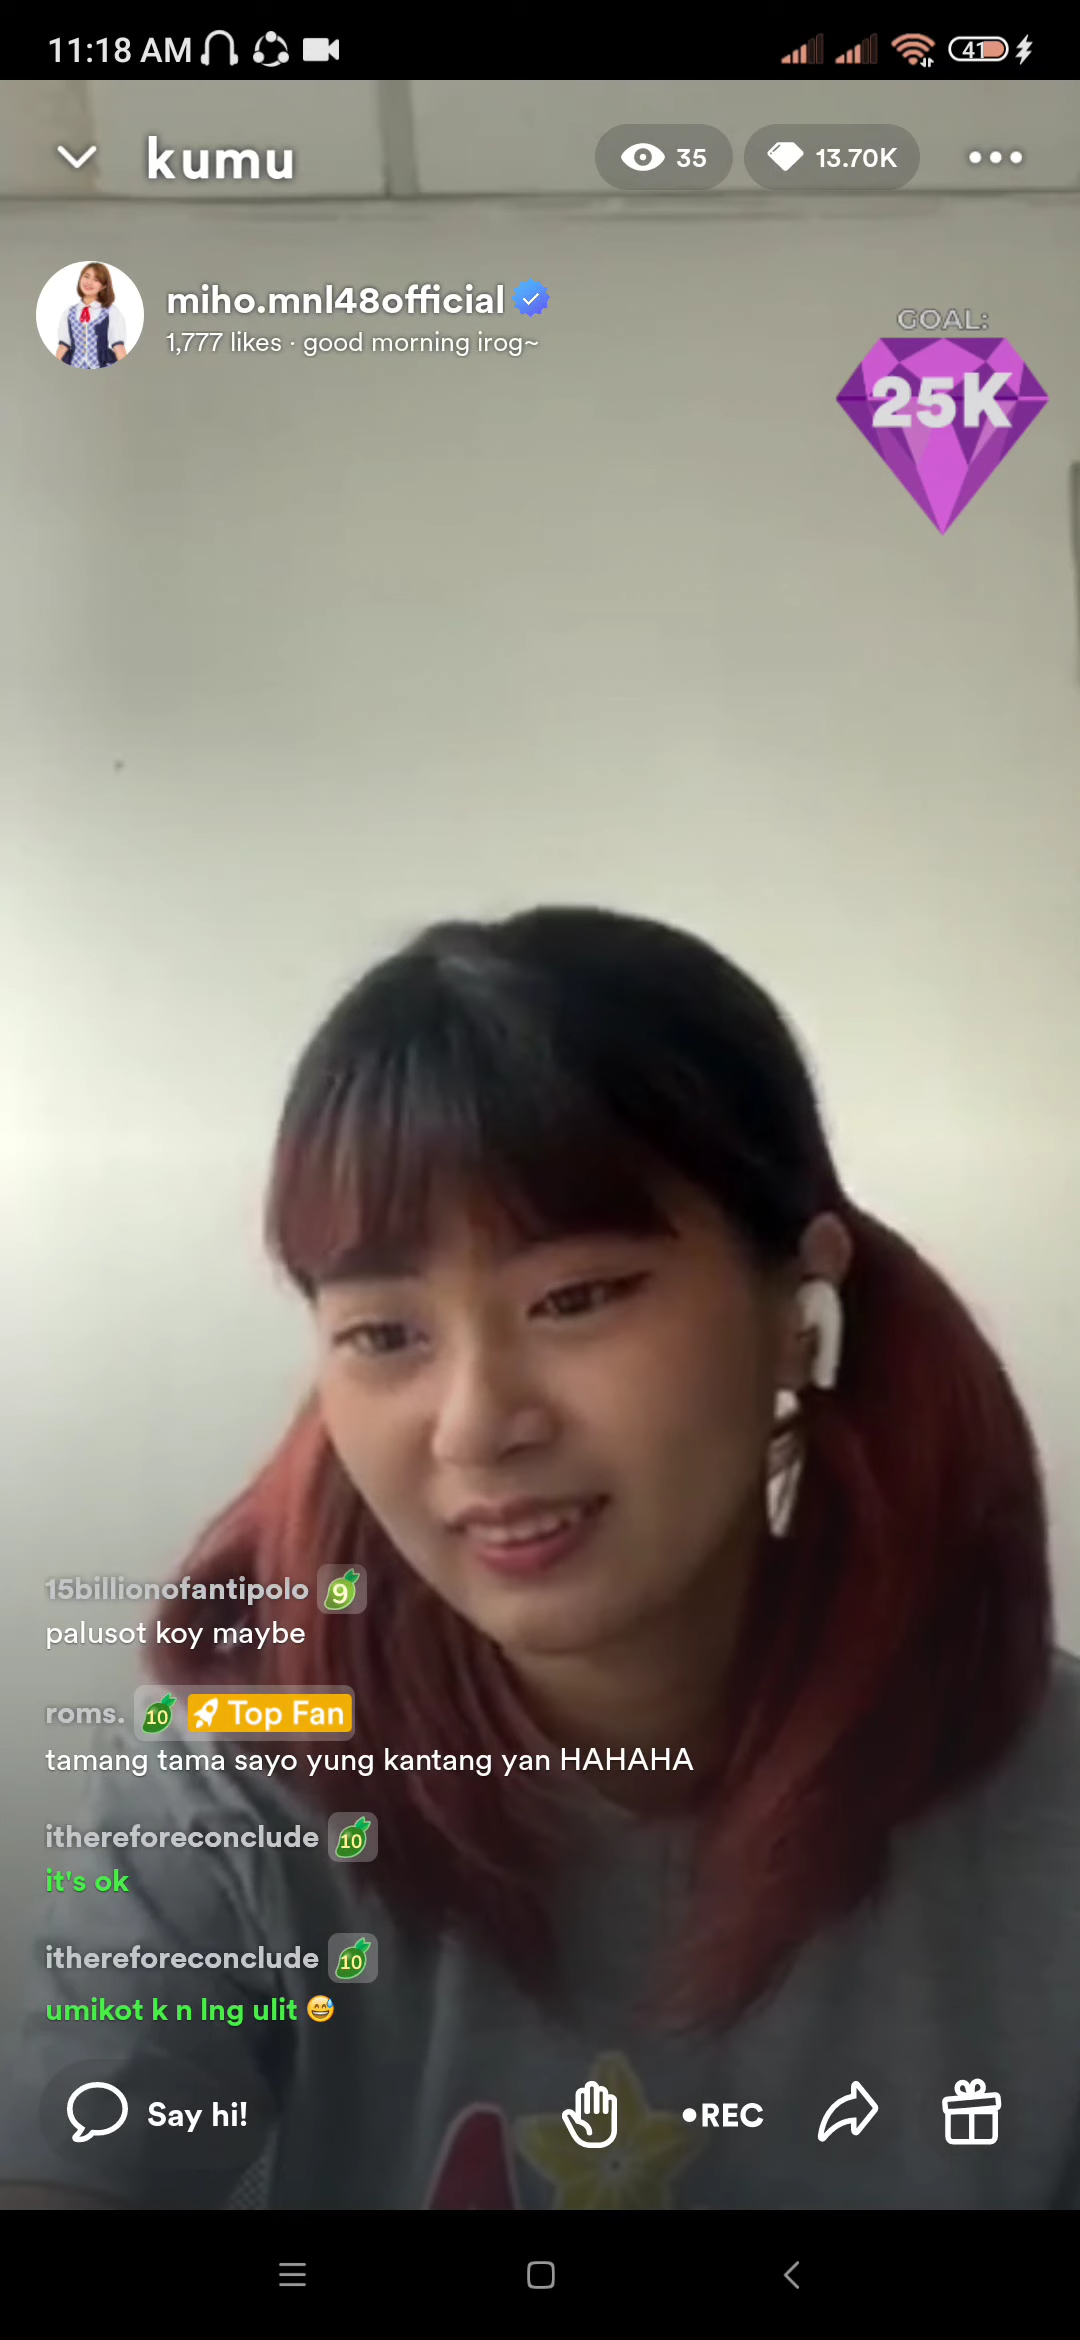 11:18 AM
41
kumu
35
13.70K
miho.mnl48official
1,777 likes · good morning irog~
GOAL:
25K
15billionofantipolo 9
palusot koy maybe
roms. 10 Top Fan
tamang tama sayo yung kantang yan HAHAHA
ithereforeconclude 10
it's ok
ithereforeconclude 10
umikot k n lng ulit 😅
Say hi!
•REC